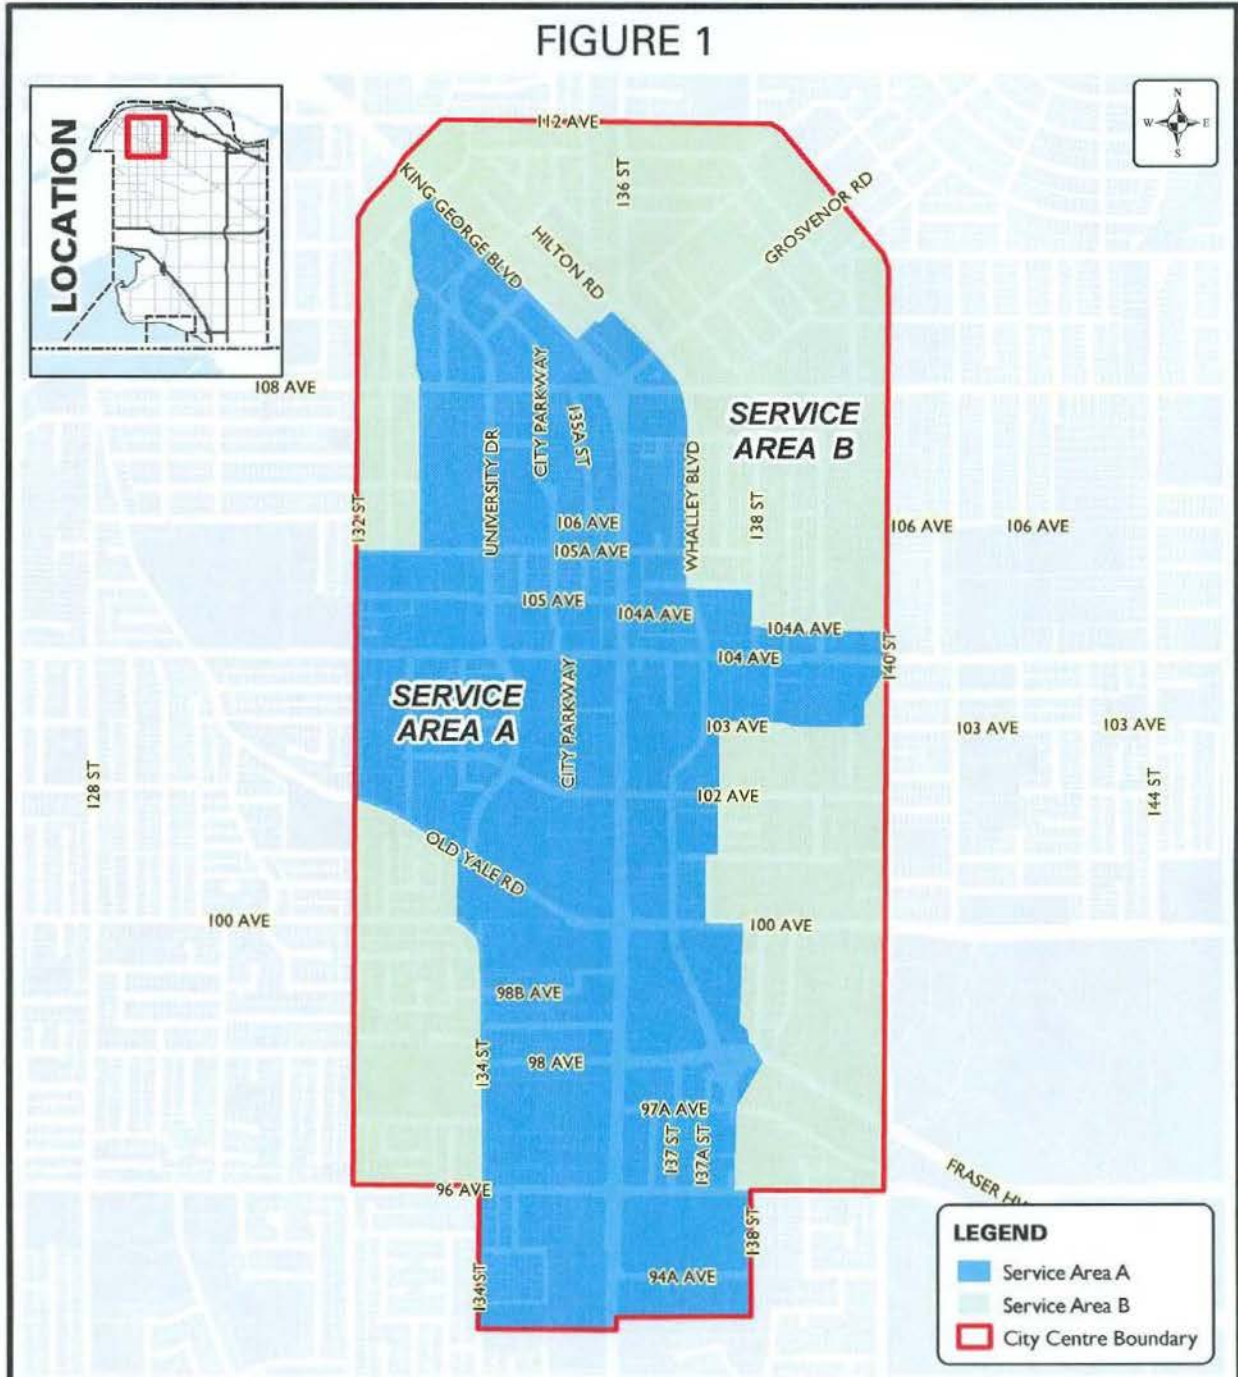 FIGURE 1
LOCATION
N
W E
S
112 AVE
KING GEORGE BLVD
136 ST
GROSVENOR RD
HILTON RD
108 AVE
CITY PARKWAY
135A ST
SERVICE
AREA B
UNIVERSITY DR
WHALLEY BLVD
132 ST
138 ST
106 AVE
106 AVE
106 AVE
105A AVE
105 AVE
104A AVE
104A AVE
104 AVE
140 ST
SERVICE
AREA A
CITY PARKWAY
103 AVE
103 AVE
103 AVE
128 ST
102 AVE
144 ST
OLD YALE RD
100 AVE
100 AVE
98B AVE
134 ST
98 AVE
97A AVE
137 ST
137A ST
96 AVE
FRASER
138 ST
134 ST
94A AVE
LEGEND
Service Area A
Service Area B
City Centre Boundary